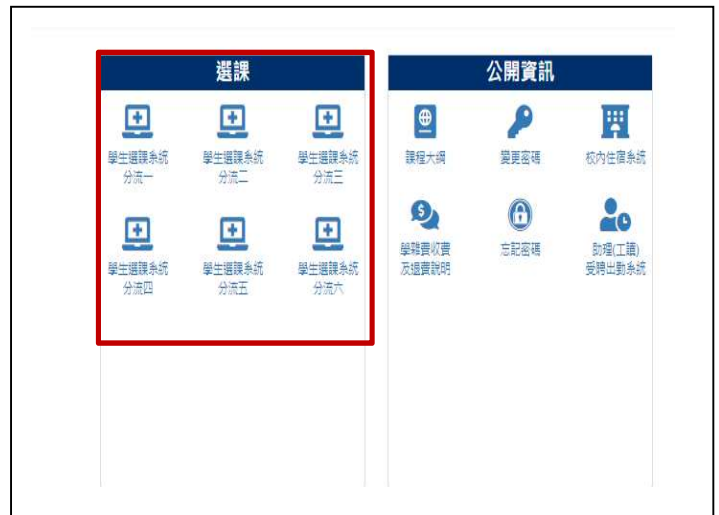 選課
學生選課系統
分流一
學生選課系統
分流二
學生選課系統
分流三
學生選課系統
分流四
學生選課系統
分流五
學生選課系統
分流六
公開資訊
課程大綱
變更密碼
校內住宿系統
學雜費收費
及退費說明
忘記密碼
助理(工讀)
受聘出勤系統